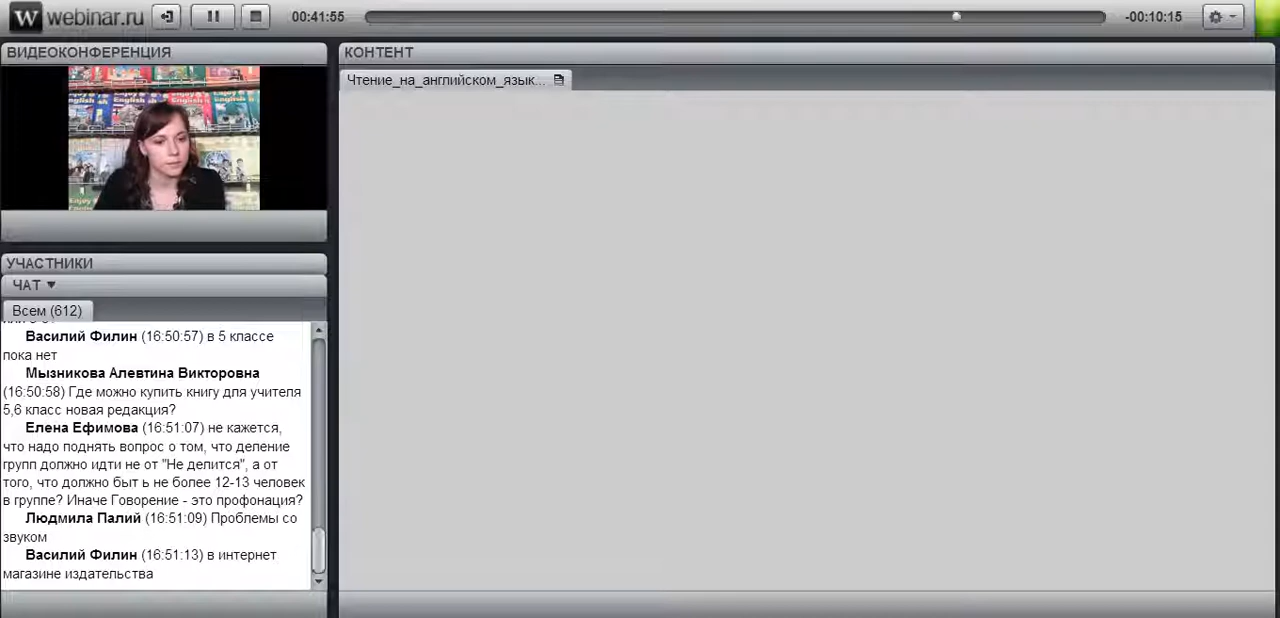 webinar.ru
00:41:55
-00:10:15
ВИДЕОКОНФЕРЕНЦИЯ
КОНТЕНТ
Чтение_на_английском_язык...
English
Enjoy
УЧАСТНИКИ
ЧАТ
Всем (612)
Василий Филин (16:50:57) в 5 классе
пока нет
Мызникова Алевтина Викторовна
(16:50:58) Где можно купить книгу для учителя
5,6 класс новая редакция?
Елена Ефимова (16:51:07) не кажется,
что надо поднять вопрос о том, что деление
групп должно идти не от "Не делится", а от
того, что должно быт ь не более 12-13 человек
в группе? Иначе Говорение - это профонация?
Людмила Палий (16:51:09) Проблемы со
звуком
Василий Филин (16:51:13) в интернет
магазине издательства